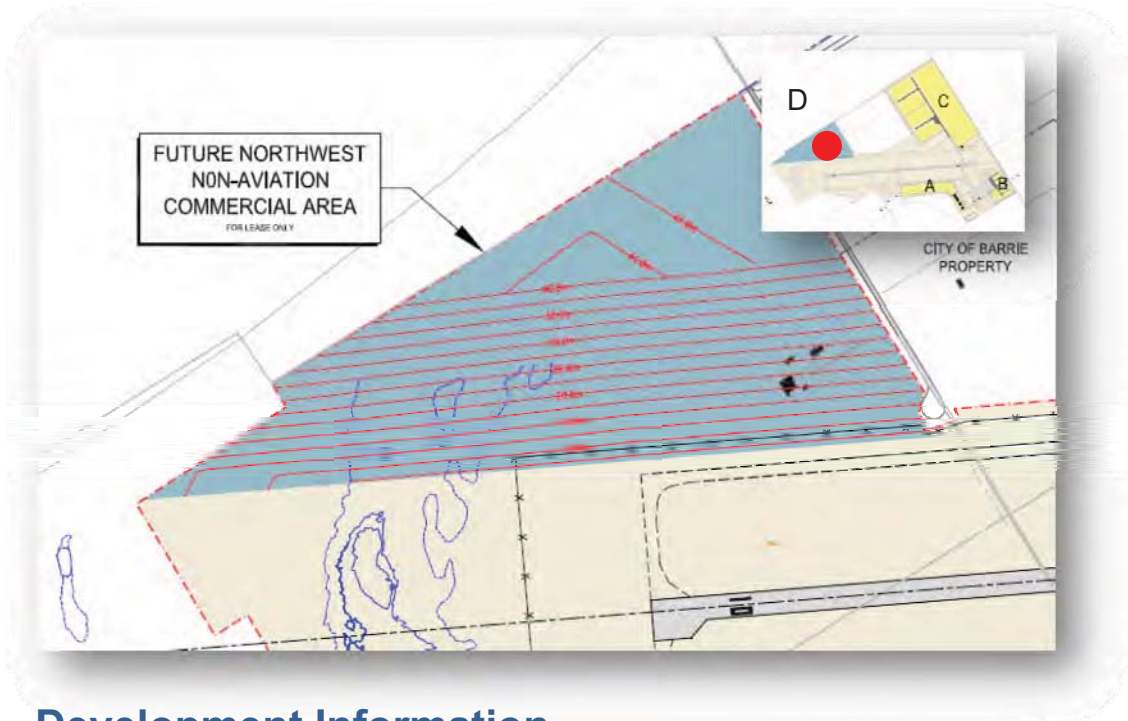 FUTURE NORTHWEST
N0N-AVIATION
COMMERCIAL AREA
FOR LEASE ONLY
D
C
A
B
CITY OF BARRIE
PROPERTY
Development Information